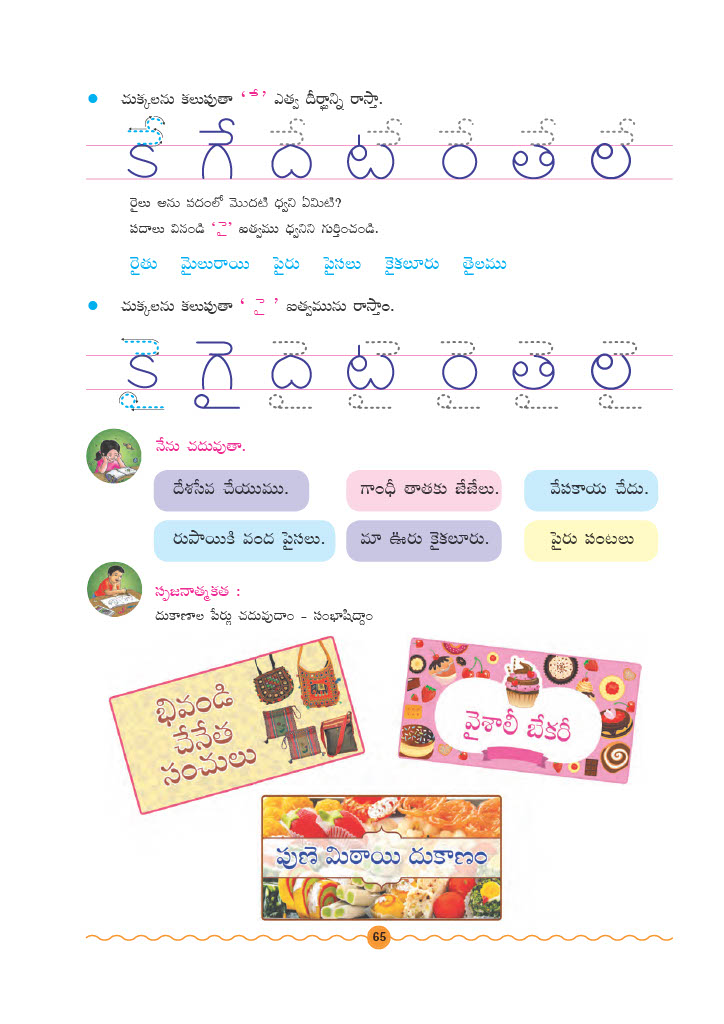 • చుక్కలను కలుపుతా ‘ే’ ఎత్వ దీర్ఘాన్ని రాస్తా.
కే గే దే టే రే తే లే
రైలు అను పదంలో మొదటి ధ్వని ఏమిటి?
పదాలు వినండి ‘ై’ ఐత్వము ధ్వనిని గుర్తించండి.
రైతు మైలురాయి పైరు పైసలు కైకలూరు తైలము
• చుక్కలను కలుపుతా ‘ ై ’ ఐత్వమును రాస్తాం.
కై గై దై టై రై తై లై
నేను చదువుతా.
దేశసేవ చేయుము. గాంధీ తాతకు జేజేలు. వేపకాయ చేదు.
రుపాయికి వంద పైసలు. మా ఊరు కైకలూరు. పైరు పంటలు
సృజనాత్మకత :
దుకాణాల పేర్లు చదువుదాం – సంభాషిద్దాం
భివండి
చేనేత
సంచులు
వైశాలీ బేకరీ
పుణె మిఠాయి దుకాణం
65